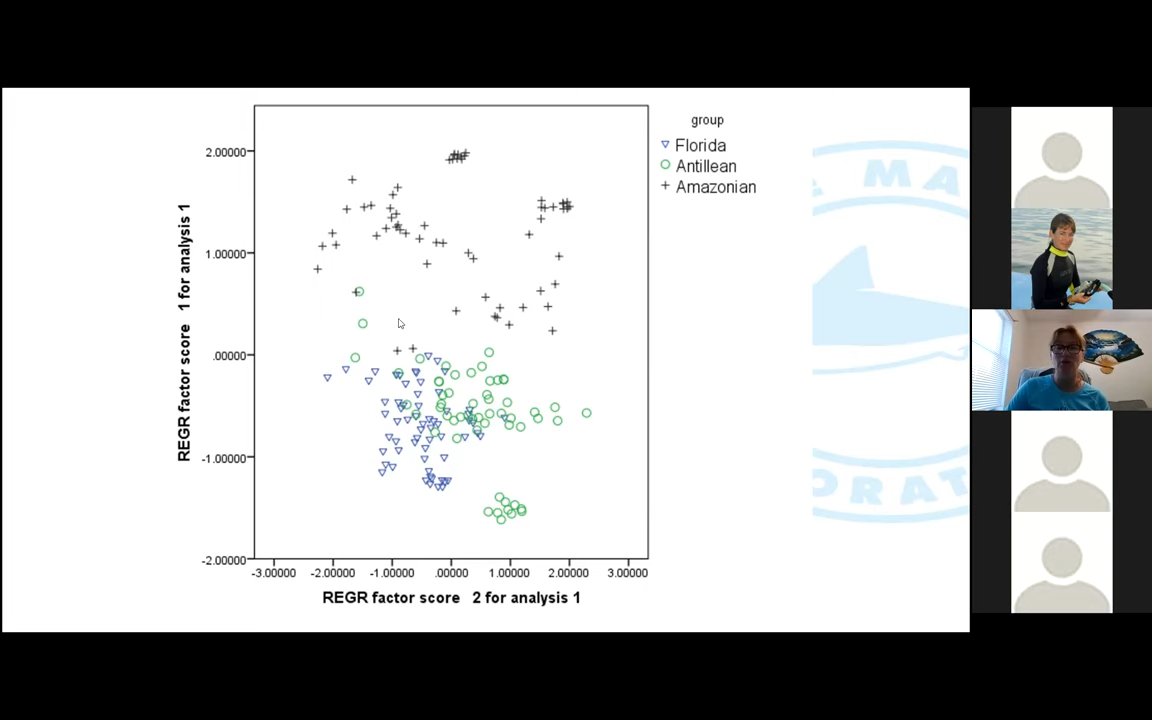 group
Florida
Antillean
Amazonian
2.00000
1.00000
.00000
-1.00000
-2.00000
REGR factor score 1 for analysis 1
-3.00000 -2.00000 -1.00000 .00000 1.00000 2.00000 3.00000
REGR factor score 2 for analysis 1
E MA
ORAT